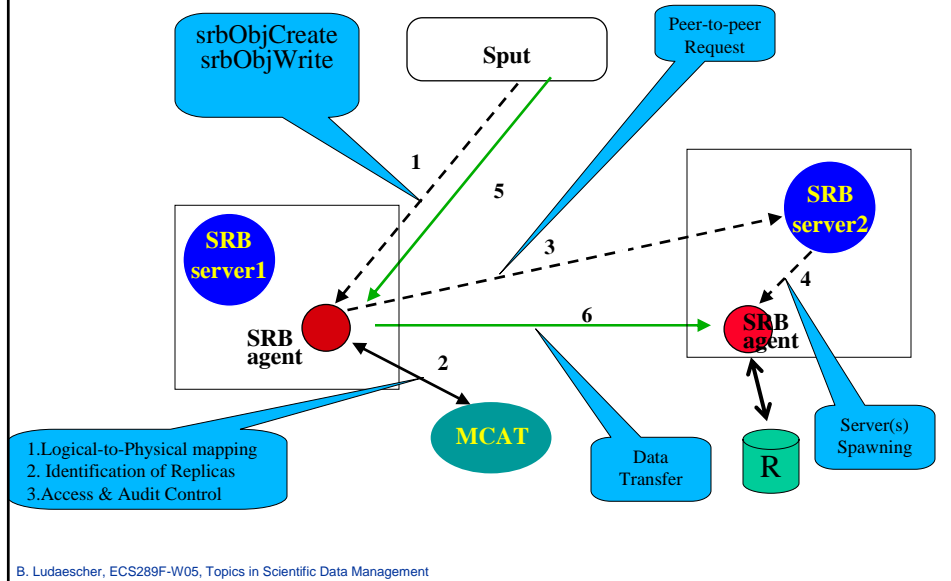 srbObjCreate
srbObjWrite
Sput
Peer-to-peer
Request
1
5
SRB
server1
SRB
server2
3
4
SRB
agent
6
SRB
agent
2
MCAT
1.Logical-to-Physical mapping
2. Identification of Replicas
3.Access & Audit Control
Data
Transfer
R
Server(s)
Spawning
B. Ludaescher, ECS289F-W05, Topics in Scientific Data Management